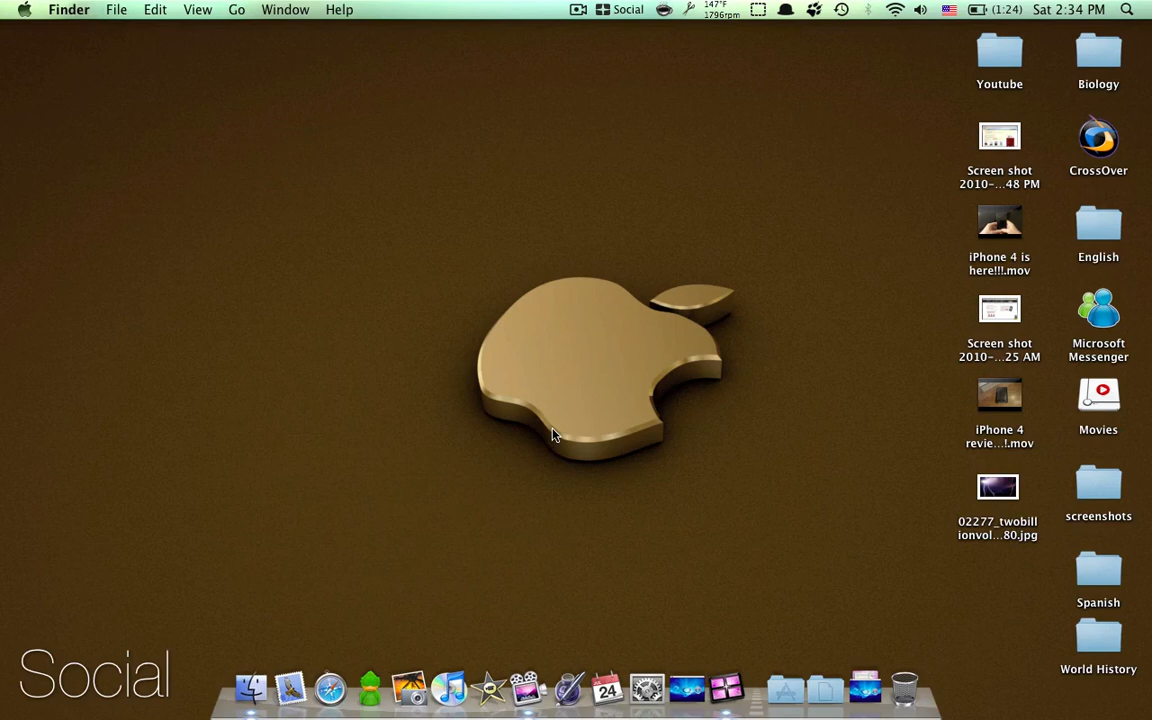 Finder File Edit View Go Window Help Social 147°F 1796rpm (1:24) Sat 2:34 PM
Youtube
Biology
Screen shot
2010-...48 PM
CrossOver
iPhone 4 is
here!!!.mov
English
Screen shot
2010-...25 AM
Microsoft
Messenger
iPhone 4
revie...!.mov
Movies
02277_twobill
ionvol...80.jpg
screenshots
Spanish
World History
Social
24